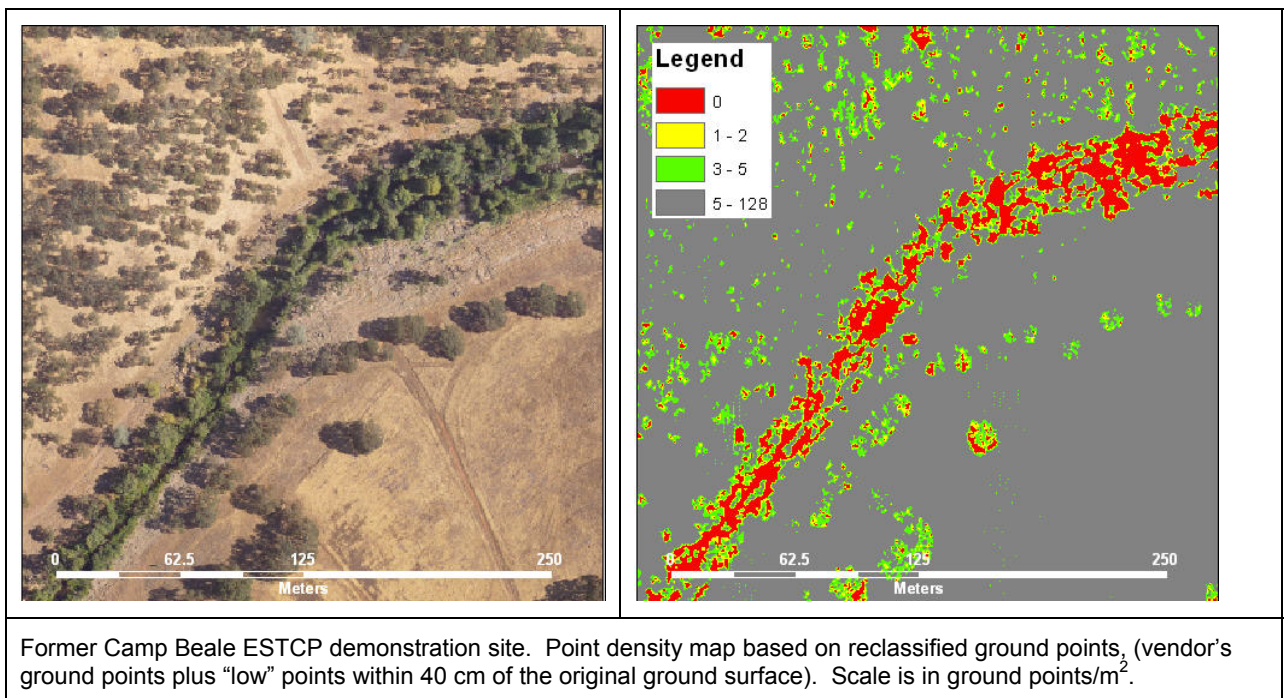 0 62.5 125 250
Meters
Legend
0
1 - 2
3 - 5
5 - 128
0 62.5 125 250
Meters
Former Camp Beale ESTCP demonstration site. Point density map based on reclassified ground points, (vendor's
ground points plus “low” points within 40 cm of the original ground surface). Scale is in ground points/m².